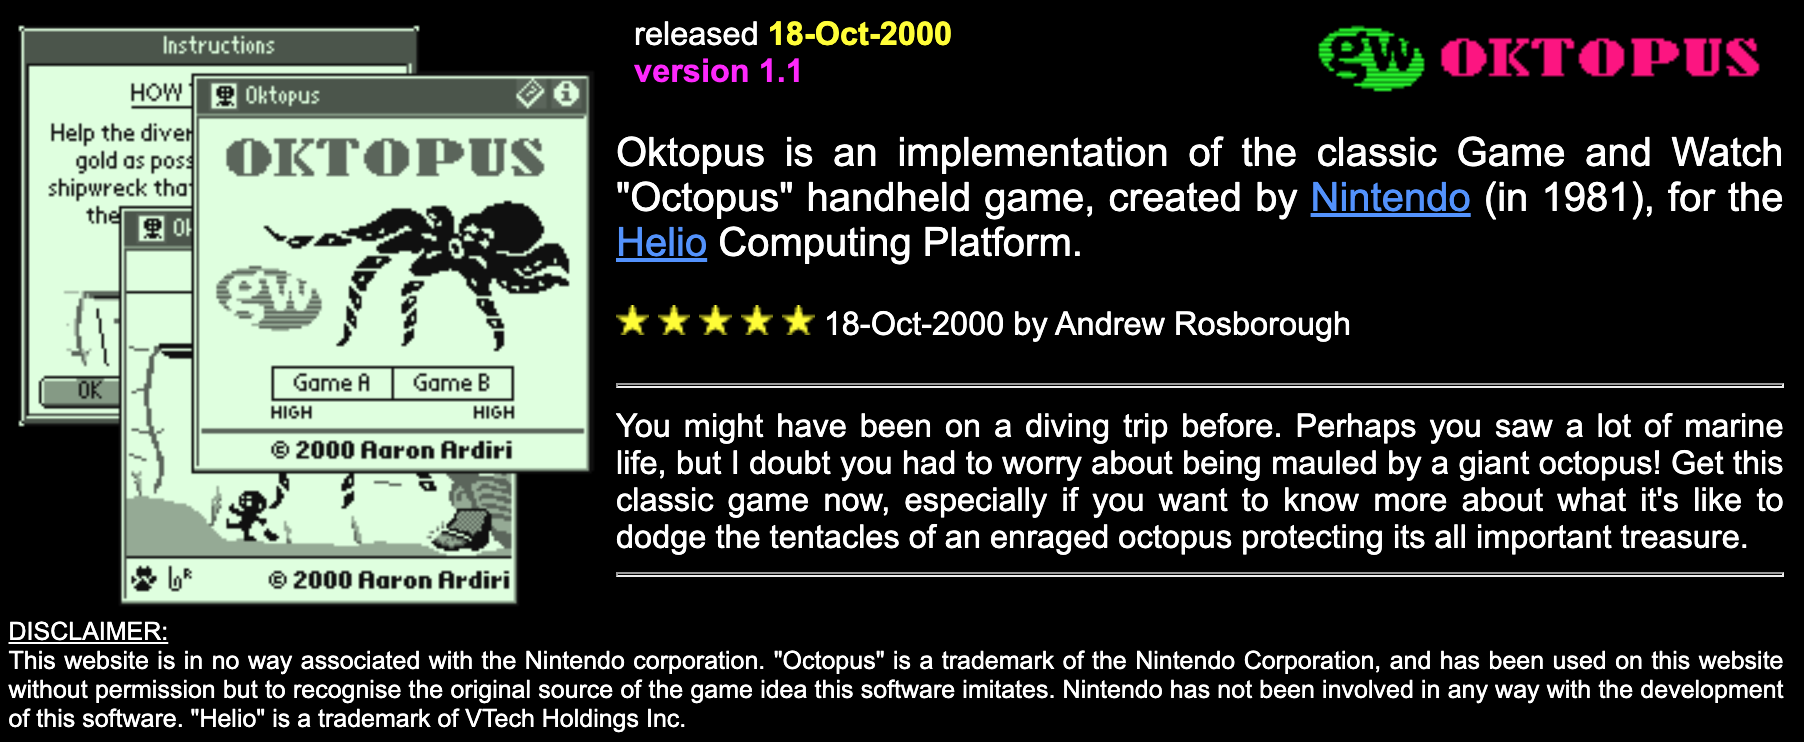 Instructions
HOW
Help the diver
gold as poss
shipwreck that
the
OK
Oktopus
OKTOPUS
gw
Game A Game B
HIGH HIGH
© 2000 Aaron Ardiri
© 2000 Aaron Ardiri
released 18-Oct-2000
version 1.1
gw OKTOPUS
Oktopus is an implementation of the classic Game and Watch
"Octopus" handheld game, created by Nintendo (in 1981), for the
Helio Computing Platform.
18-Oct-2000 by Andrew Rosborough
You might have been on a diving trip before. Perhaps you saw a lot of marine
life, but I doubt you had to worry about being mauled by a giant octopus! Get this
classic game now, especially if you want to know more about what it's like to
dodge the tentacles of an enraged octopus protecting its all important treasure.
DISCLAIMER:
This website is in no way associated with the Nintendo corporation. "Octopus" is a trademark of the Nintendo Corporation, and has been used on this website
without permission but to recognise the original source of the game idea this software imitates. Nintendo has not been involved in any way with the development
of this software. "Helio" is a trademark of VTech Holdings Inc.